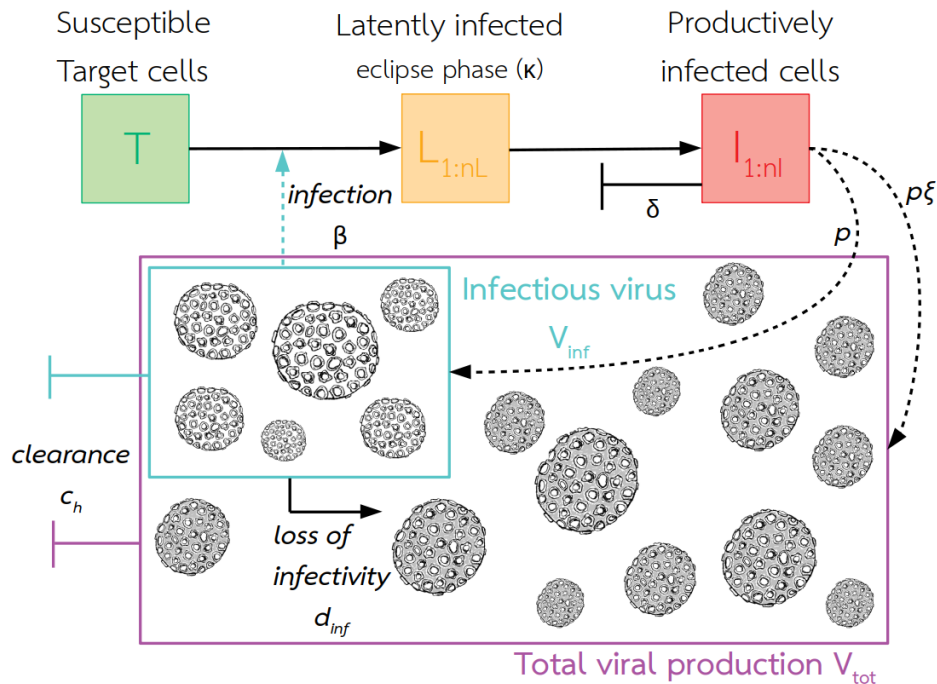 Susceptible
Target cells
Latently infected
eclipse phase (κ)
Productively
infected cells
T
L1:nL
I1:nI
infection
β
δ
p
pξ
Infectious virus
Vinf
clearance
ch
loss of
infectivity
dinf
Total viral production Vtot